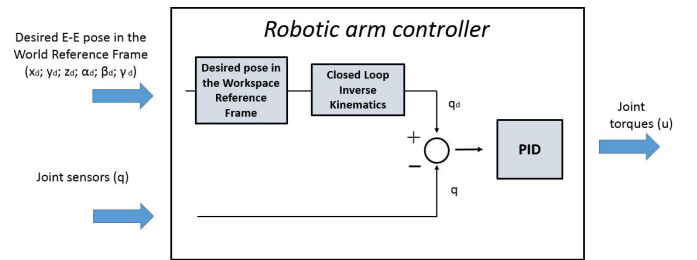 Robotic arm controller
Desired E-E pose in the
World Reference Frame
(xd; yd; zd; αd; βd; γ d)
Desired pose in
the Workspace
Reference
Frame
Closed Loop
Inverse
Kinematics
qd
+
−
PID
Joint
torques (u)
Joint sensors (q)
q